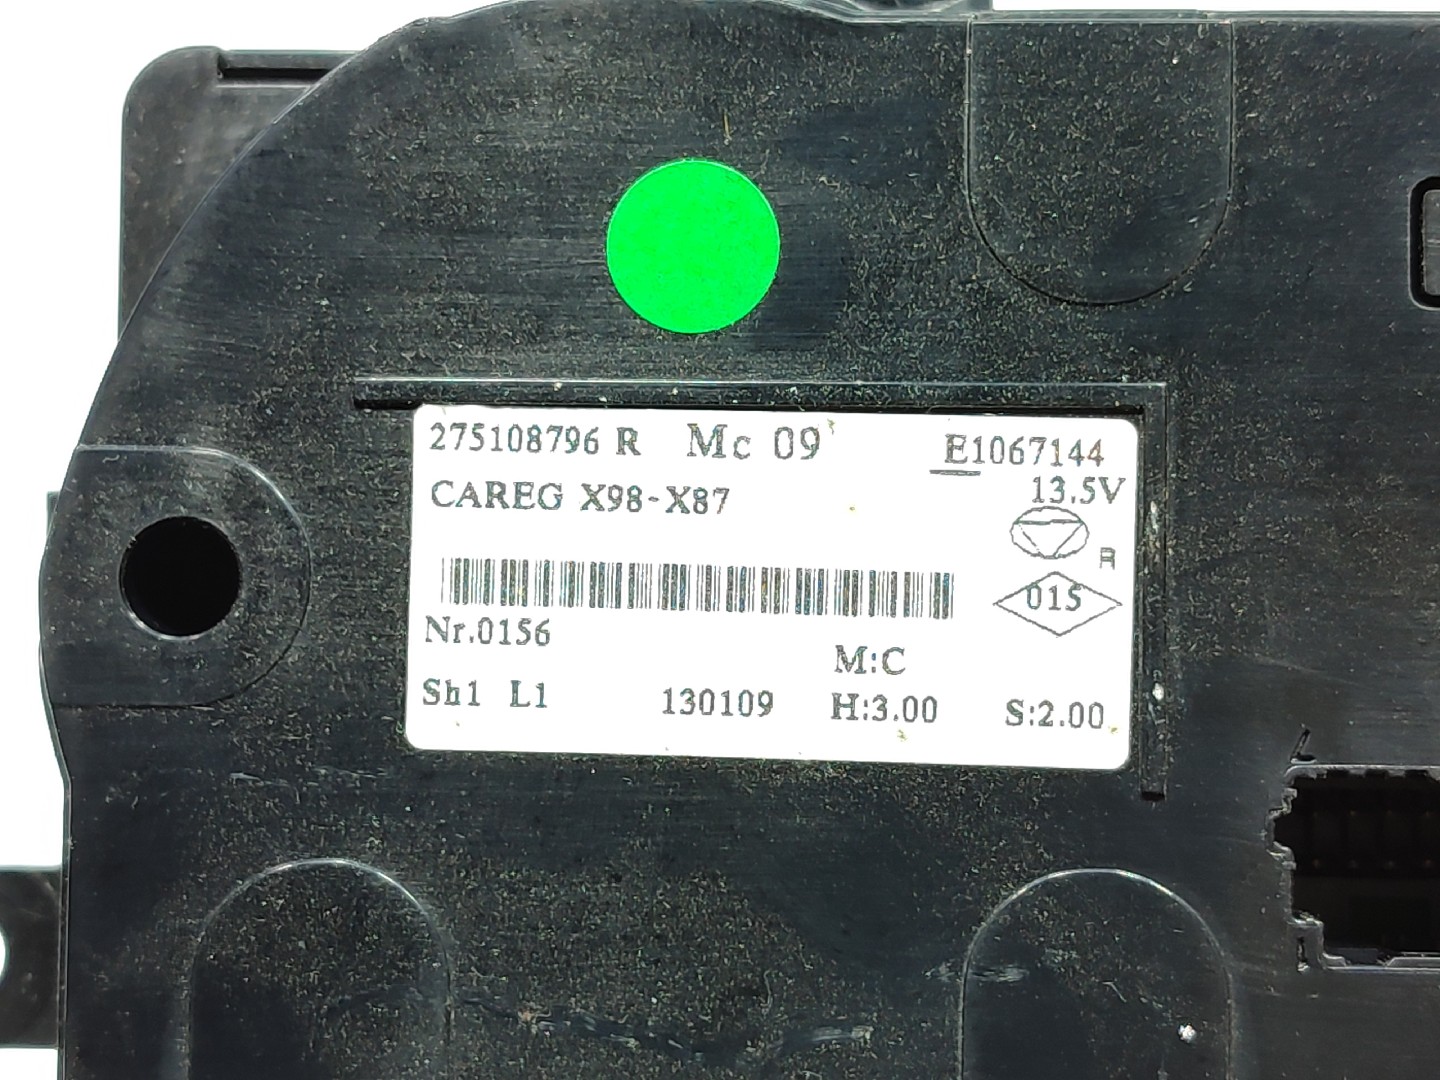 275108796 R Mc 09 E1067144
CAREG X98-X87 13.5V
R
015
Nr.0156
M:C
Sh1 L1 130109 H:3.00 S:2.00